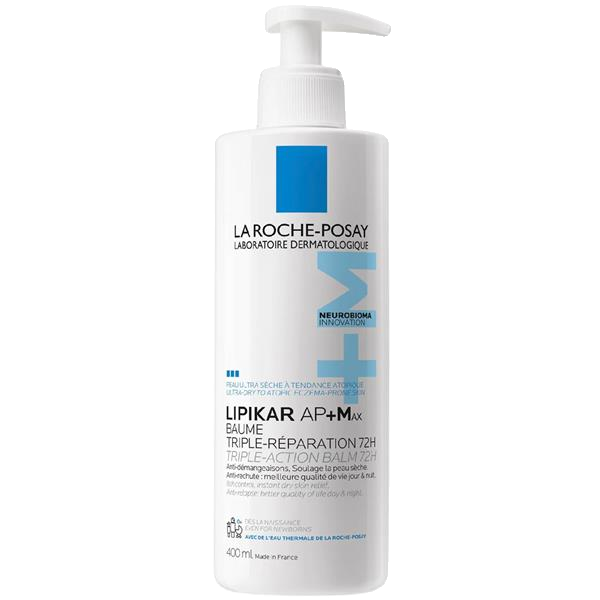 LA ROCHE-POSAY
LABORATOIRE DERMATOLOGIQUE
+M
NEUROBIOMA
INNOVATION
PEAU ULTRA SÈCHE À TENDANCE ATOPIQUE
ULTRA-DRY TO ATOPIC ECZEMA-PRONE SKIN
LIPIKAR AP+MAX
BAUME
TRIPLE-RÉPARATION 72H
TRIPLE-ACTION BALM 72H
Anti-démangeaisons, Soulage la peau sèche.
Anti-rechute : meilleure qualité de vie jour & nuit.
Itch control, instant dry skin relief.
Anti-relapse: better quality of life day & night.
DÈS LA NAISSANCE
EVEN FOR NEWBORNS
AVEC DE L'EAU THERMALE DE LA ROCHE-POSAY
400ml Made in France